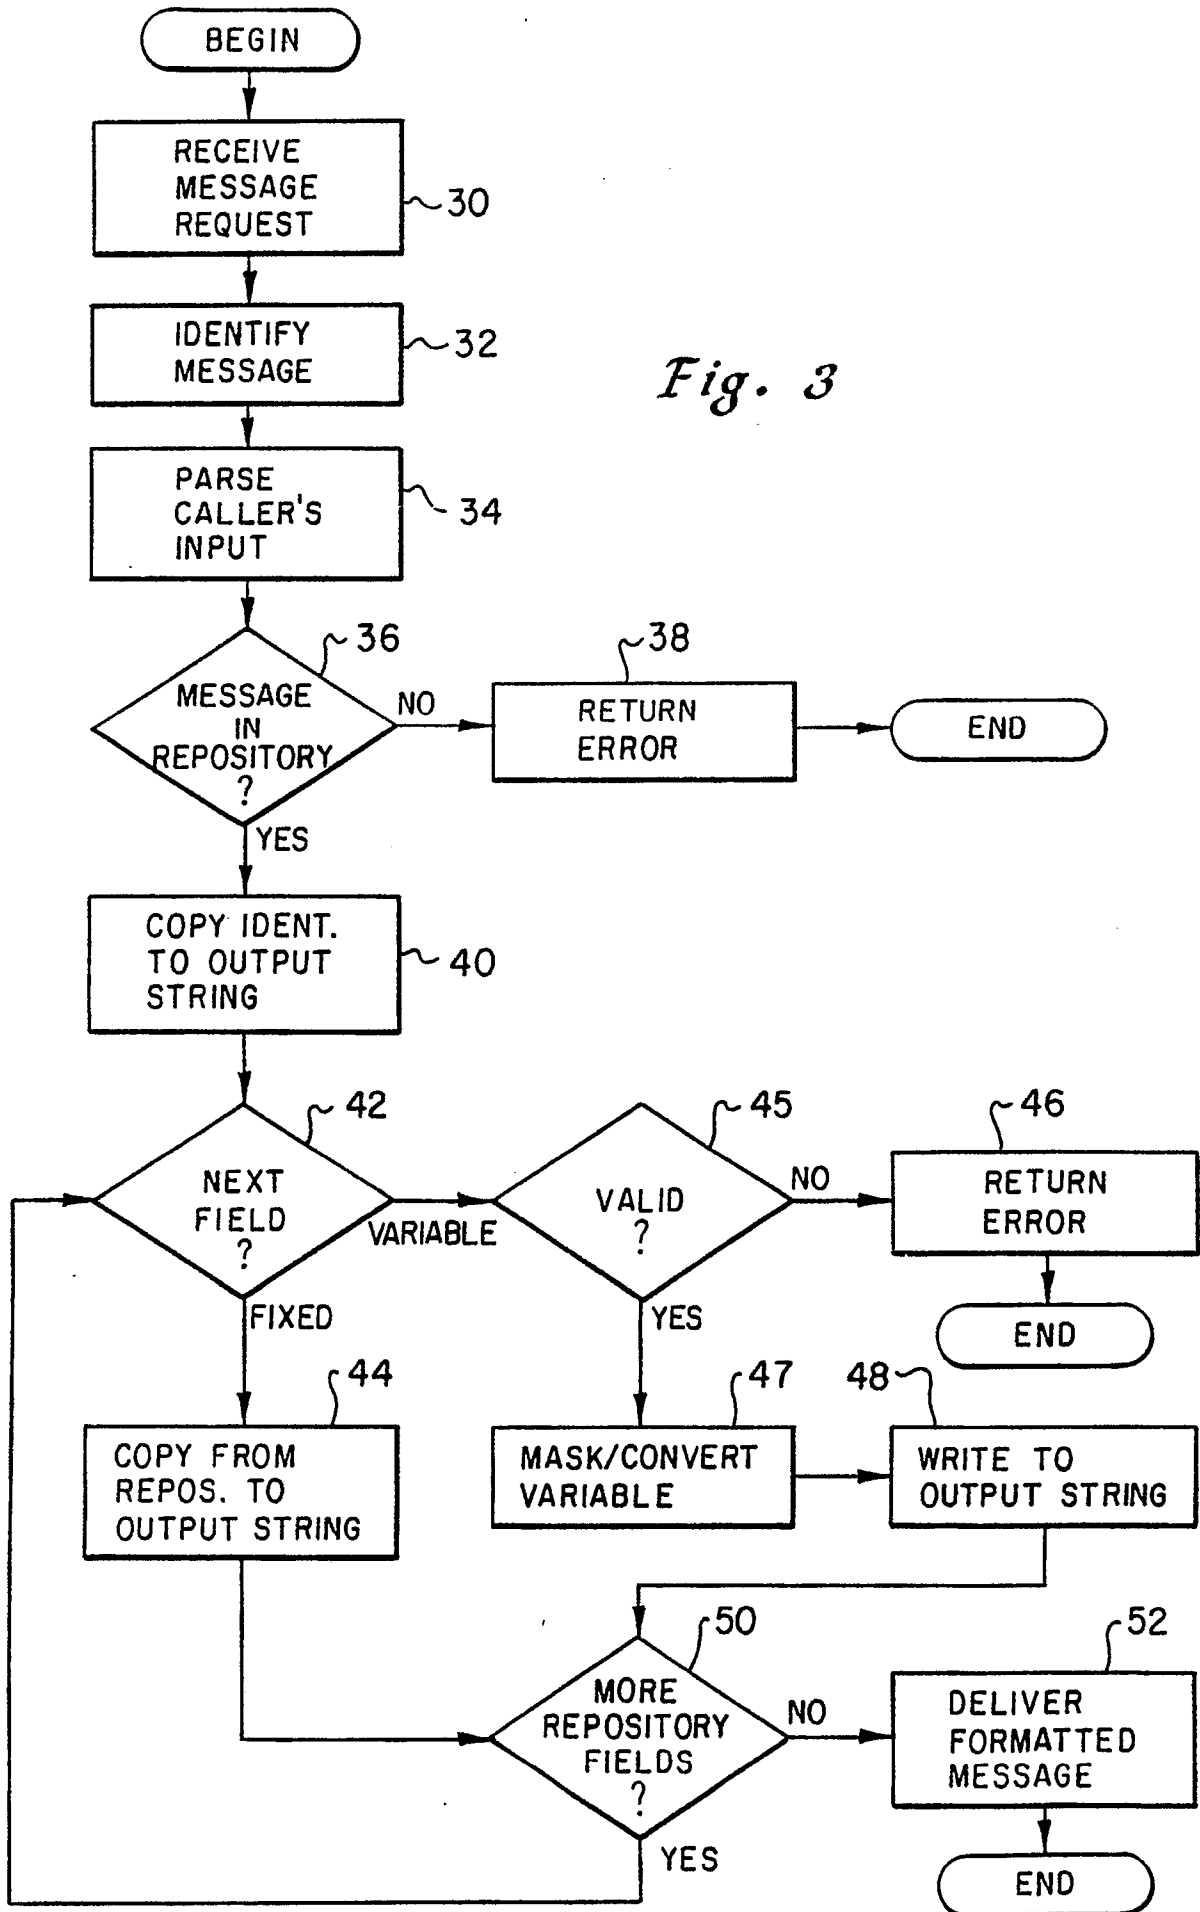 BEGIN
RECEIVE
MESSAGE
REQUEST
30
IDENTIFY
MESSAGE
32
Fig. 3
PARSE
CALLER'S
INPUT
34
36
MESSAGE
IN
REPOSITORY
?
NO
YES
38
RETURN
ERROR
END
COPY IDENT.
TO OUTPUT
STRING
40
42
NEXT
FIELD
?
VARIABLE
FIXED
45
VALID
?
NO
YES
46
RETURN
ERROR
END
44
COPY FROM
REPOS. TO
OUTPUT STRING
47
MASK/CONVERT
VARIABLE
48
WRITE TO
OUTPUT STRING
50
MORE
REPOSITORY
FIELDS
?
NO
YES
52
DELIVER
FORMATTED
MESSAGE
END